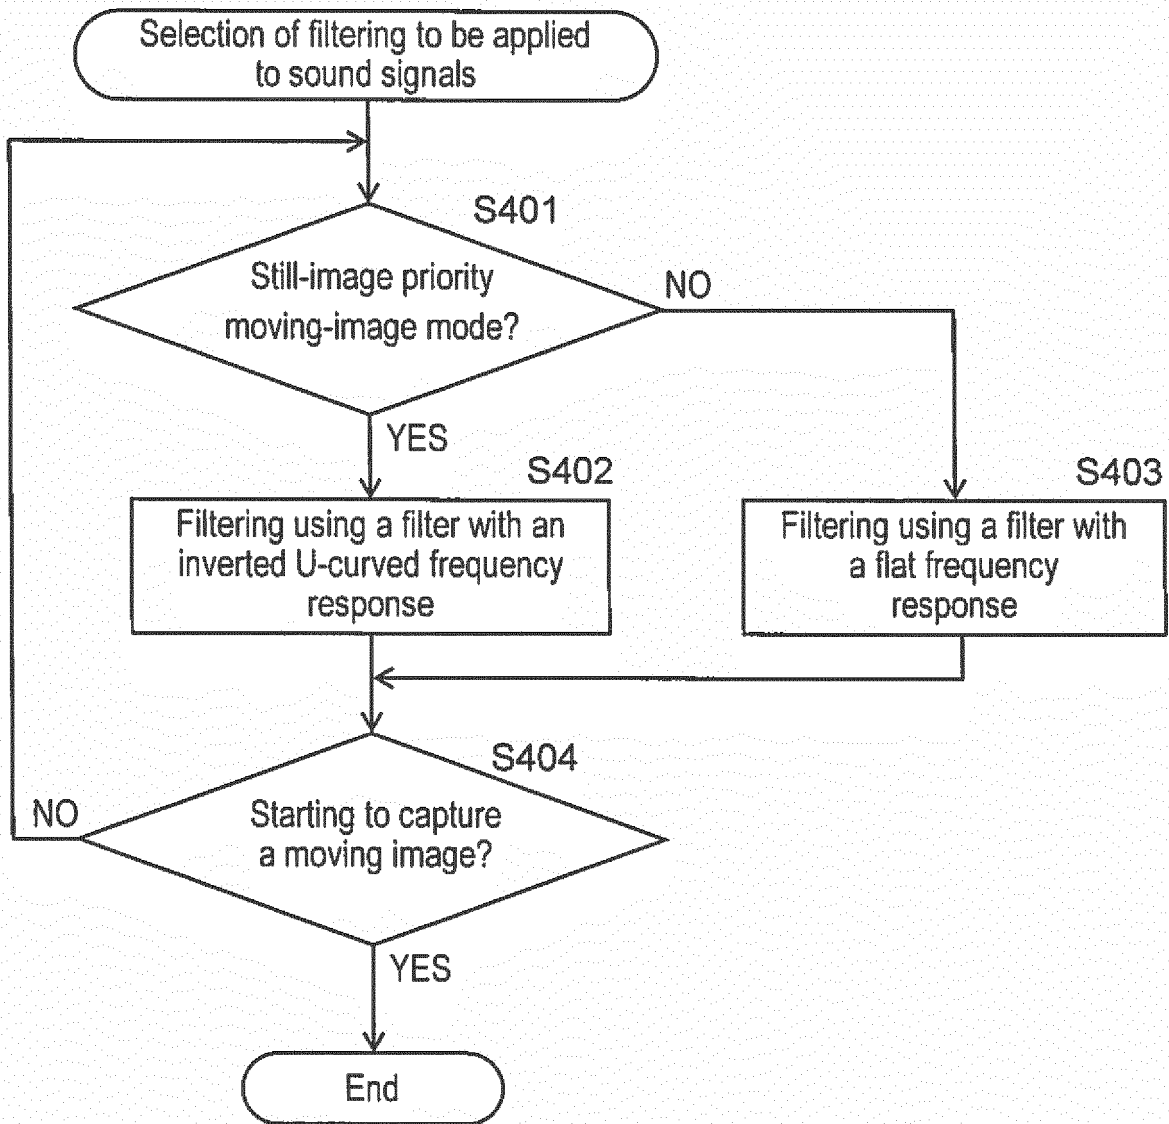 Selection of filtering to be applied
to sound signals
S401
Still-image priority
moving-image mode?
NO
YES
S402
Filtering using a filter with an
inverted U-curved frequency
response
S403
Filtering using a filter with
a flat frequency
response
S404
Starting to capture
a moving image?
NO
YES
End